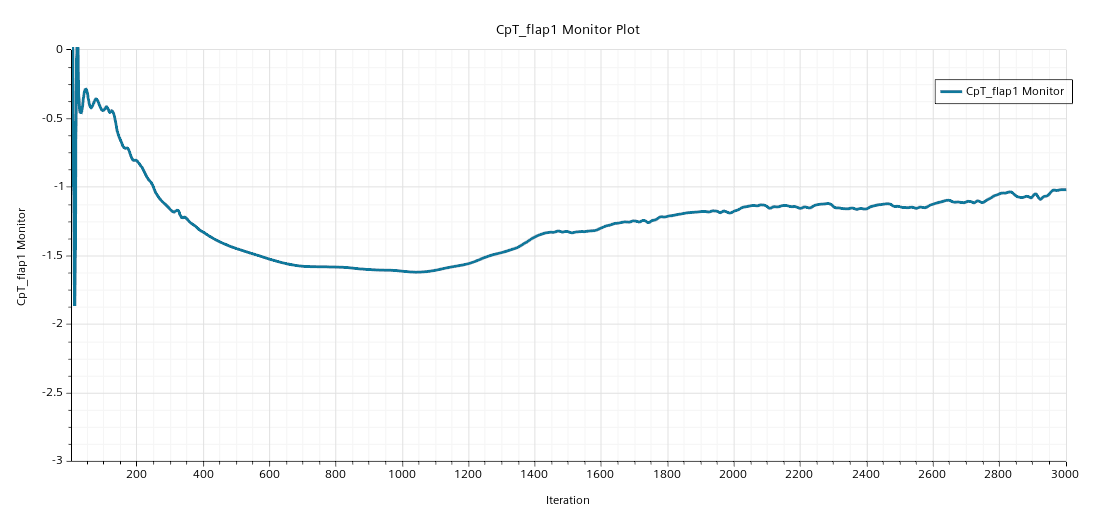 CpT_flap1 Monitor Plot
0
-0.5
-1
-1.5
-2
-2.5
-3
CpT_flap1 Monitor
CpT_flap1 Monitor
200 400 600 800 1000 1200 1400 1600 1800 2000 2200 2400 2600 2800 3000
Iteration